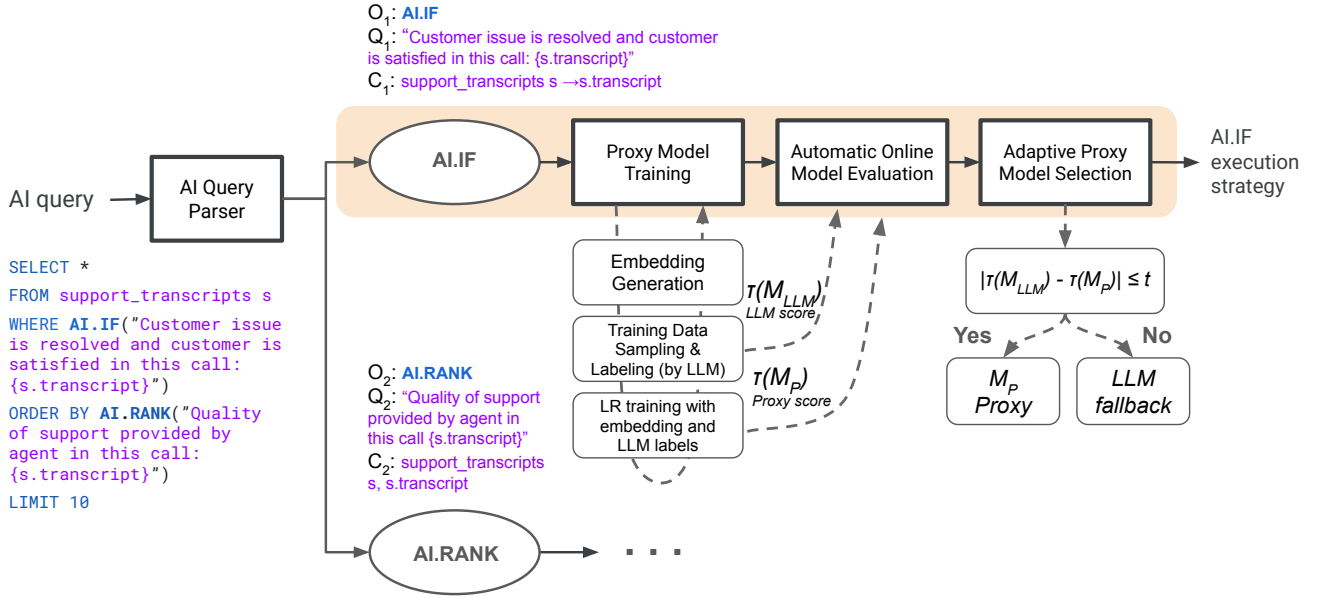 O1: AI.IF
Q1: “Customer issue is resolved and customer
is satisfied in this call: {s.transcript}”
C1: support_transcripts s →s.transcript
AI query
AI Query
Parser
AI.IF
Proxy Model
Training
Automatic Online
Model Evaluation
Adaptive Proxy
Model Selection
AI.IF
execution
strategy
SELECT *
FROM support_transcripts s
WHERE AI.IF(”Customer issue
is resolved and customer is
satisfied in this call:
{s.transcript}”)
ORDER BY AI.RANK(”Quality
of support provided by
agent in this call:
{s.transcript}”)
LIMIT 10
Embedding
Generation
Training Data
Sampling &
Labeling (by LLM)
LR training with
embedding and
LLM labels
τ(M_LLM)
LLM score
τ(M_P)
Proxy score
|τ(M_LLM) - τ(M_P)| ≤ t
Yes
No
M_P
Proxy
LLM
fallback
O2: AI.RANK
Q2: “Quality of support
provided by agent in
this call {s.transcript}”
C2: support_transcripts
s, s.transcript
AI.RANK
. . .